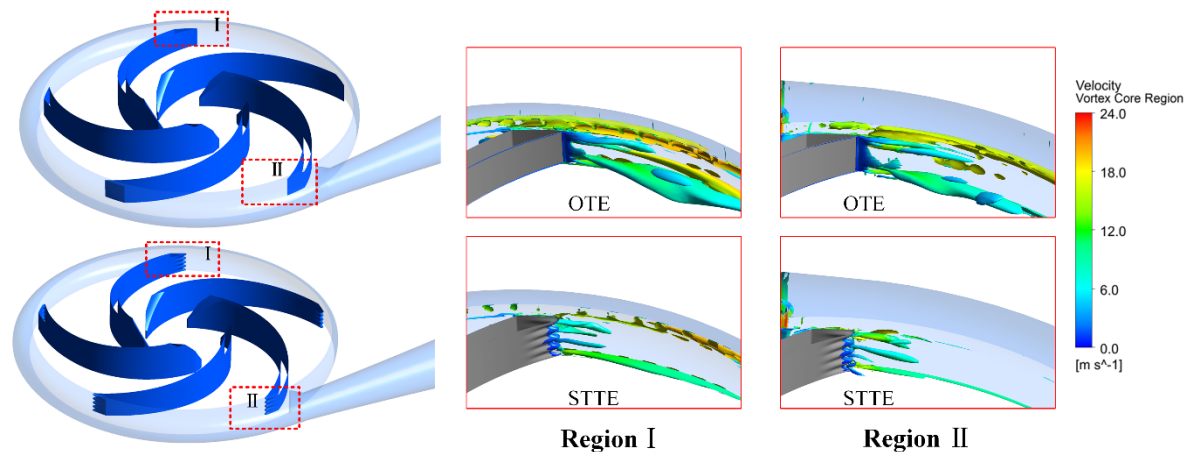 Ⅰ
Ⅱ
Ⅰ
Ⅱ
OTE
OTE
STTE
STTE
Region Ⅰ
Region Ⅱ
Velocity
Vortex Core Region
24.0
18.0
12.0
6.0
0.0
[m s^-1]